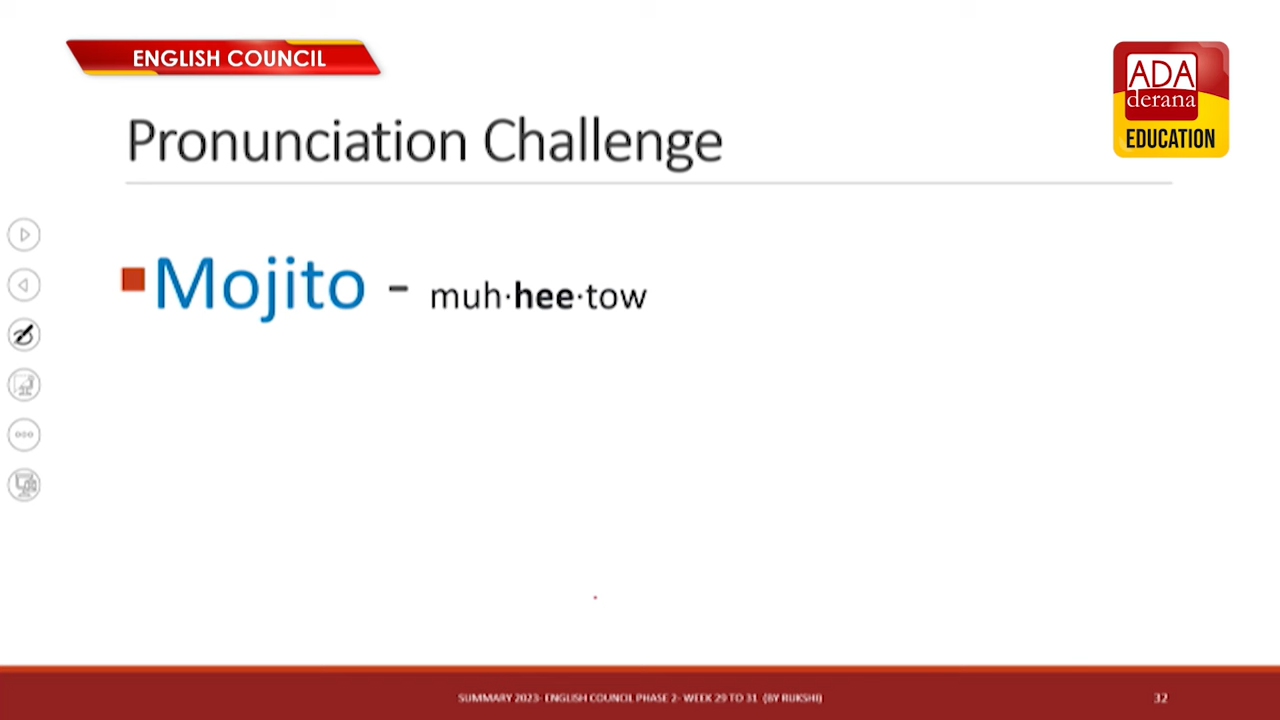 ENGLISH COUNCIL
ADA
derana
EDUCATION
Pronunciation Challenge
Mojito - muh·hee·tow
SUMMARY 2023- ENGLISH COUNCIL PHASE 2- WEEK 29 TO 31 (BY RUKSHI)
32